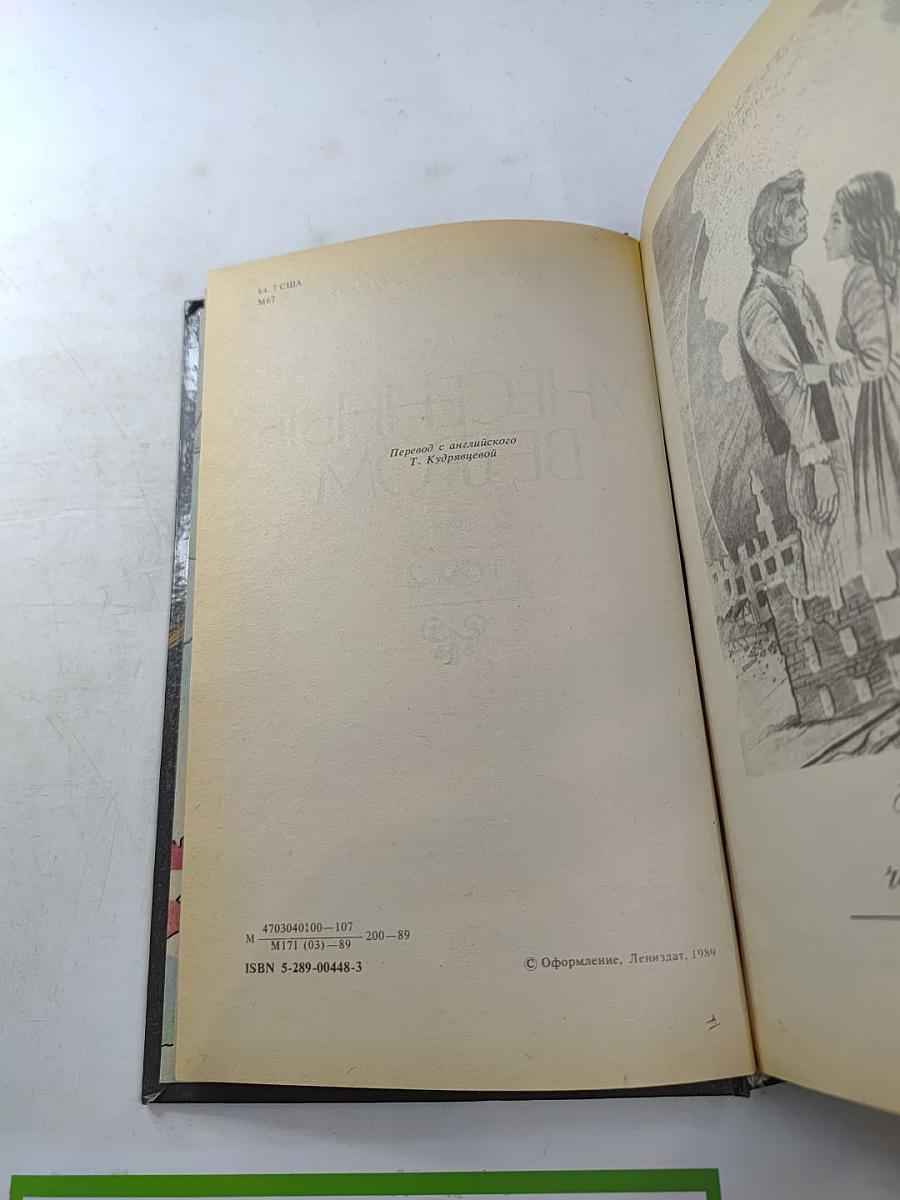 84. 7 США
М67
Перевод с английского
Т. Кудрявцевой
М 4703040100—107
М171 (03)—89 200—89
ISBN 5-289-00448-3
© Оформление, Лениздат, 1989